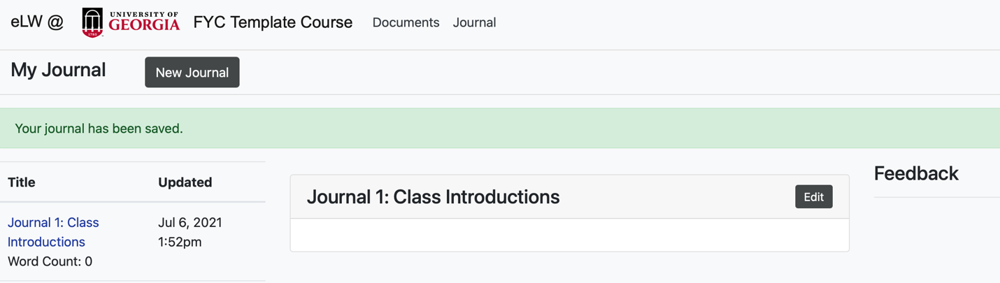 eLW @ UNIVERSITY OF GEORGIA 1785 FYC Template Course Documents Journal
My Journal New Journal
Your journal has been saved.
Title Updated
Journal 1: Class Introductions
Jul 6, 2021 1:52pm
Word Count: 0
Journal 1: Class Introductions Edit
Feedback